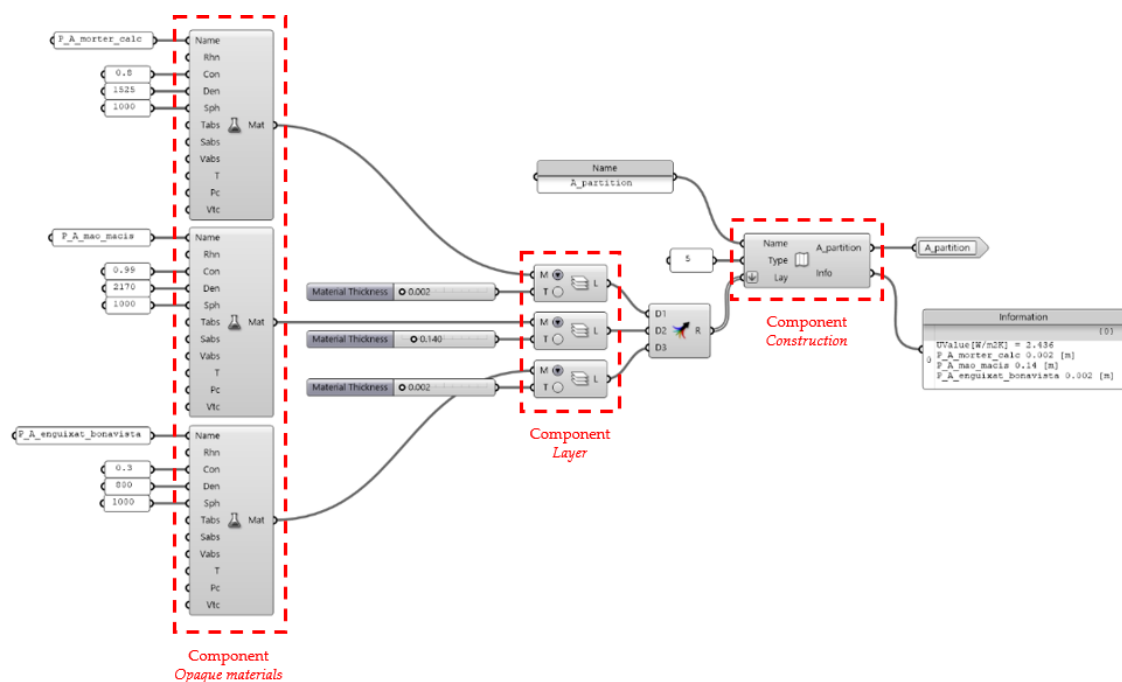 P_A_morter_calc
0.8
1525
1000
Name
Rhn
Con
Den
Sph
Tabs
Sabs
Vabs
T
Pc
Vtc
Mat
P_A_mao_macis
0.99
2170
1000
Name
Rhn
Con
Den
Sph
Tabs
Sabs
Vabs
T
Pc
Vtc
Mat
P_A_enguixat_bonavista
0.3
800
1000
Name
Rhn
Con
Den
Sph
Tabs
Sabs
Vabs
T
Pc
Vtc
Mat
Component
Opaque materials
Material Thickness 0.002
Material Thickness 0.140
Material Thickness 0.002
M
T
L
M
T
L
M
T
L
Component
Layer
D1
D2
D3
R
Name
A_partition
5
Name
Type
Lay
A_partition
Info
Component
Construction
A_partition
Information
{0}
0
UValue[W/m2K] = 2.436
P_A_morter_calc 0.002 [m]
P_A_mao_macis 0.14 [m]
P_A_enguixat_bonavista 0.002 [m]